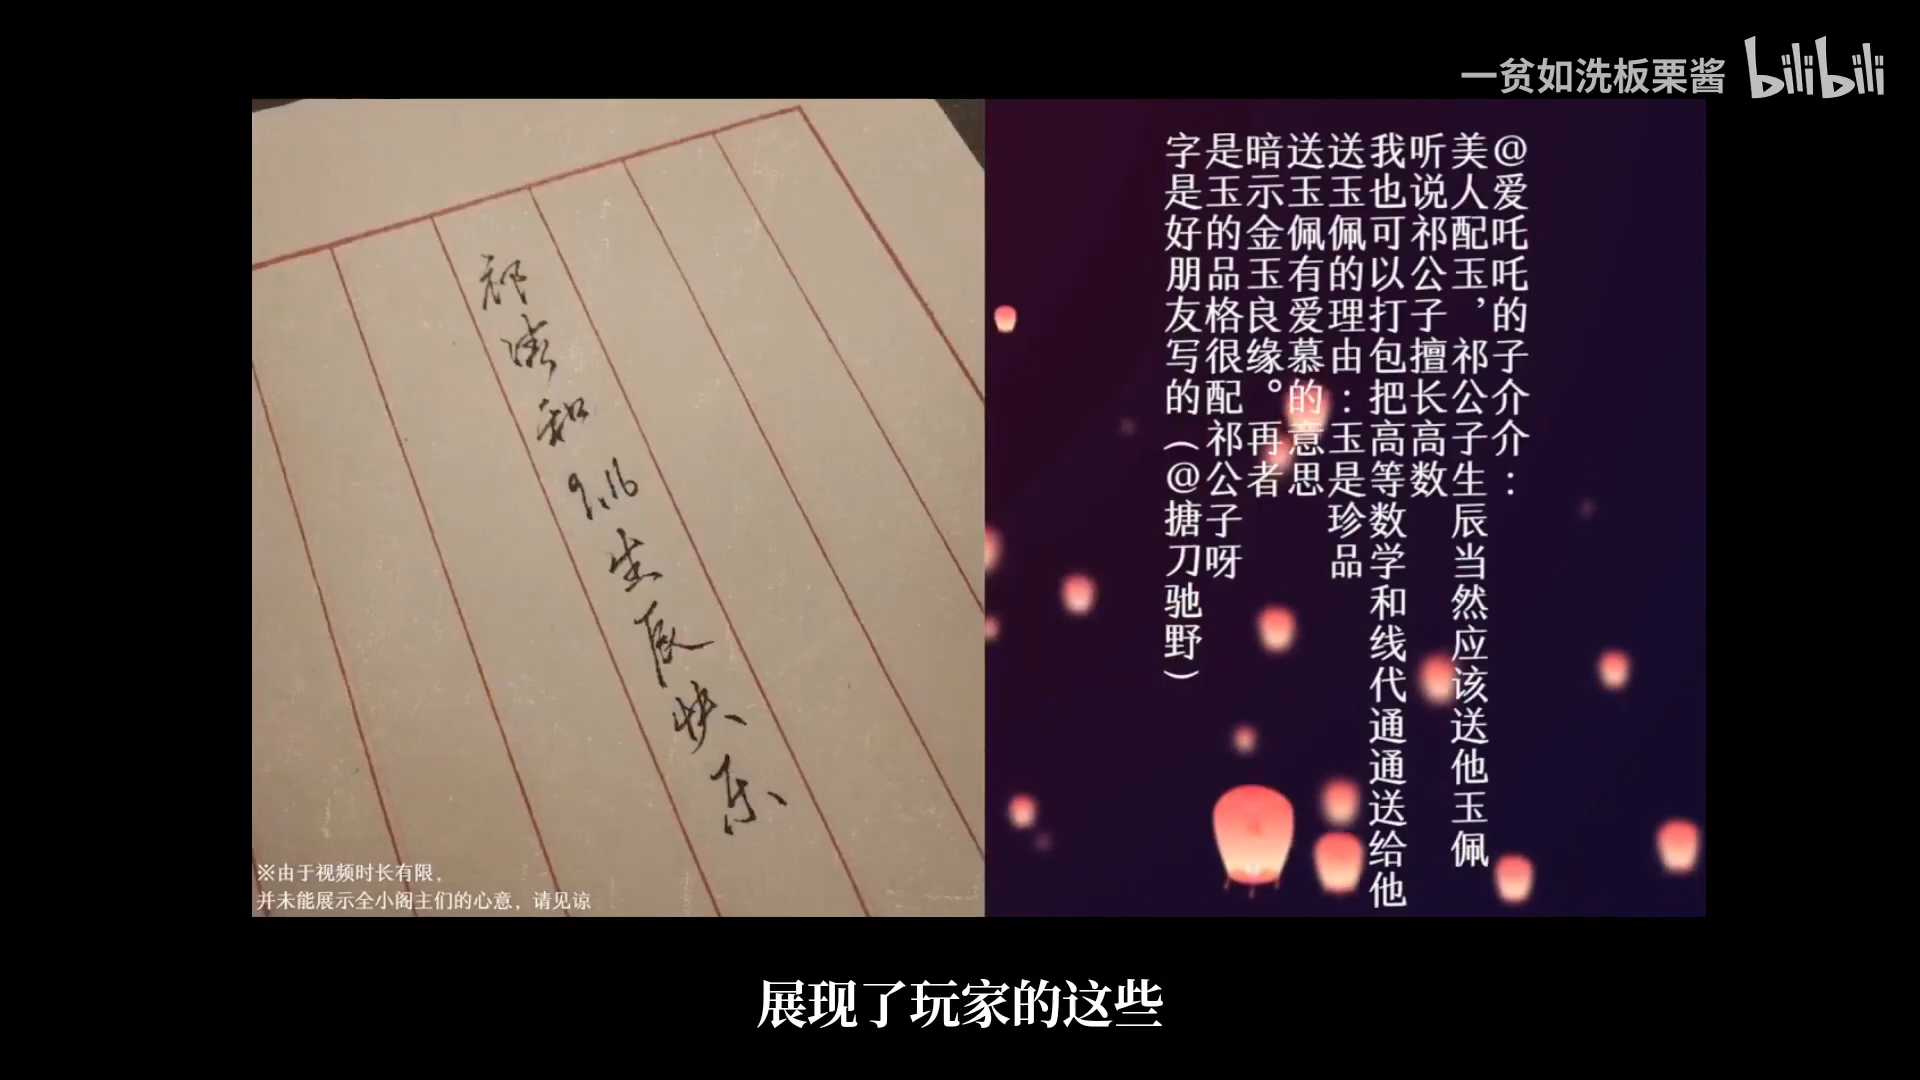 一贫如洗板栗酱 bilibili
祁清和9.16生辰快乐
@爱吒吒的子介介：
美人配玉，祁公子生辰当然应该送他玉佩
听说祁公子擅长高数
我也可以打包把高等数学和线代通通送给他
送玉佩的理由：玉是珍品
送玉佩有爱慕的意思
暗示金玉良缘。再者
是玉的品格很配祁公子呀
字是好朋友写的（@搪刀驰野）
※由于视频时长有限，
并未能展示全小阁主们的心意，请见谅
展现了玩家的这些